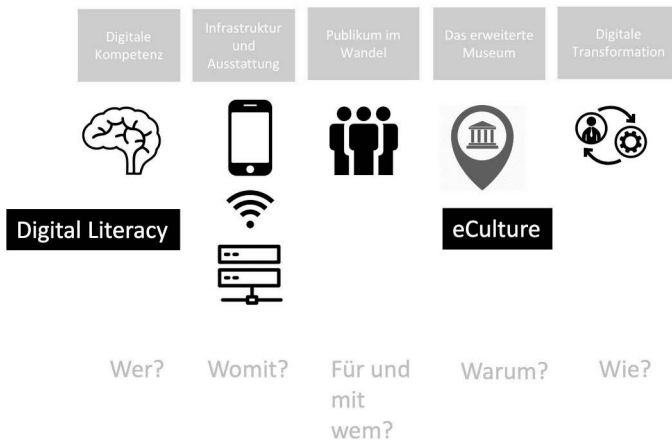 Digitale
Kompetenz
Infrastruktur
und
Ausstattung
Publikum im
Wandel
Das erweiterte
Museum
Digitale
Transformation
Digital Literacy
eCulture
Wer?
Womit?
Für und
mit
wem?
Warum?
Wie?